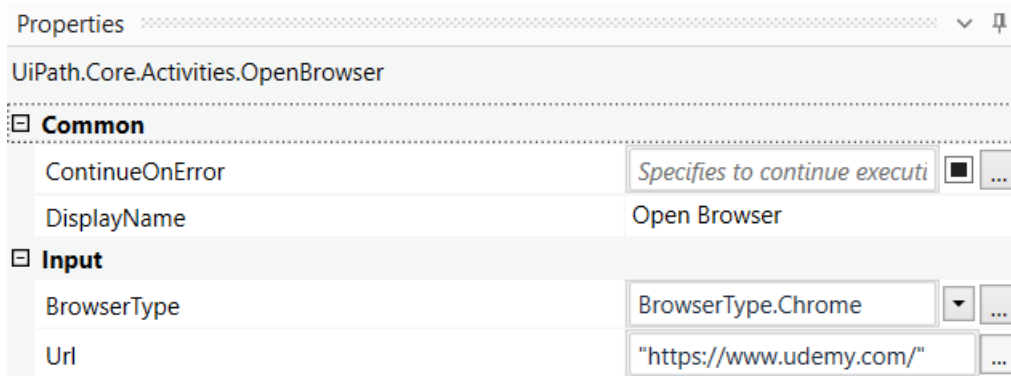 Properties
UiPath.Core.Activities.OpenBrowser
Common
ContinueOnError Specifies to continue executi ...
DisplayName Open Browser
Input
BrowserType BrowserType.Chrome ...
Url "https://www.udemy.com/" ...